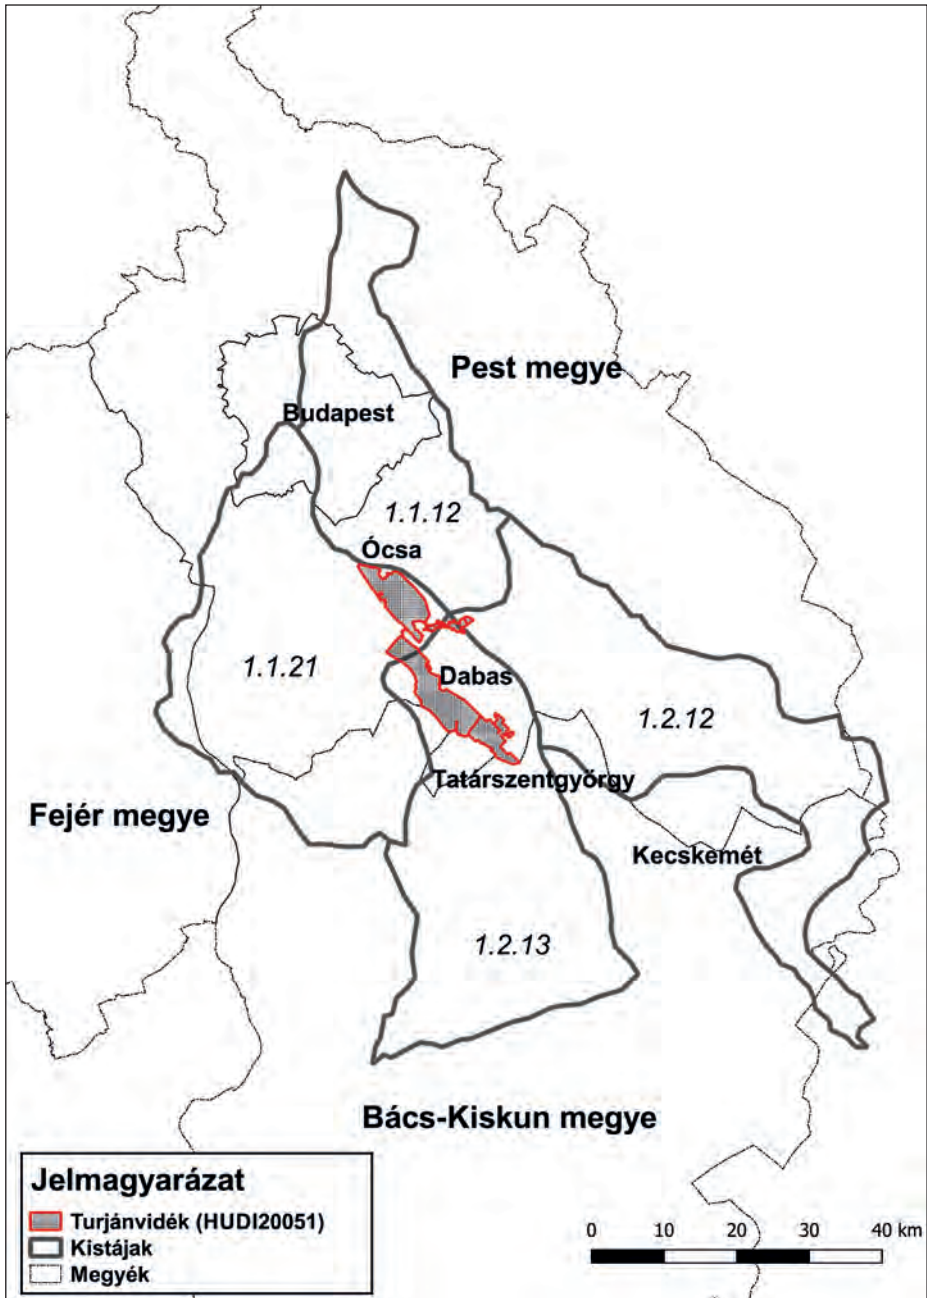 Pest megye
Budapest
1.1.12
Ócsa
1.1.21
Dabas
1.2.12
Tatárszentgyörgy
Fejér megye
Kecskemét
1.2.13
Bács-Kiskun megye
Jelmagyarázat
Turjánvidék (HUDI20051)
Kistájak
Megyék
0 10 20 30 40 km